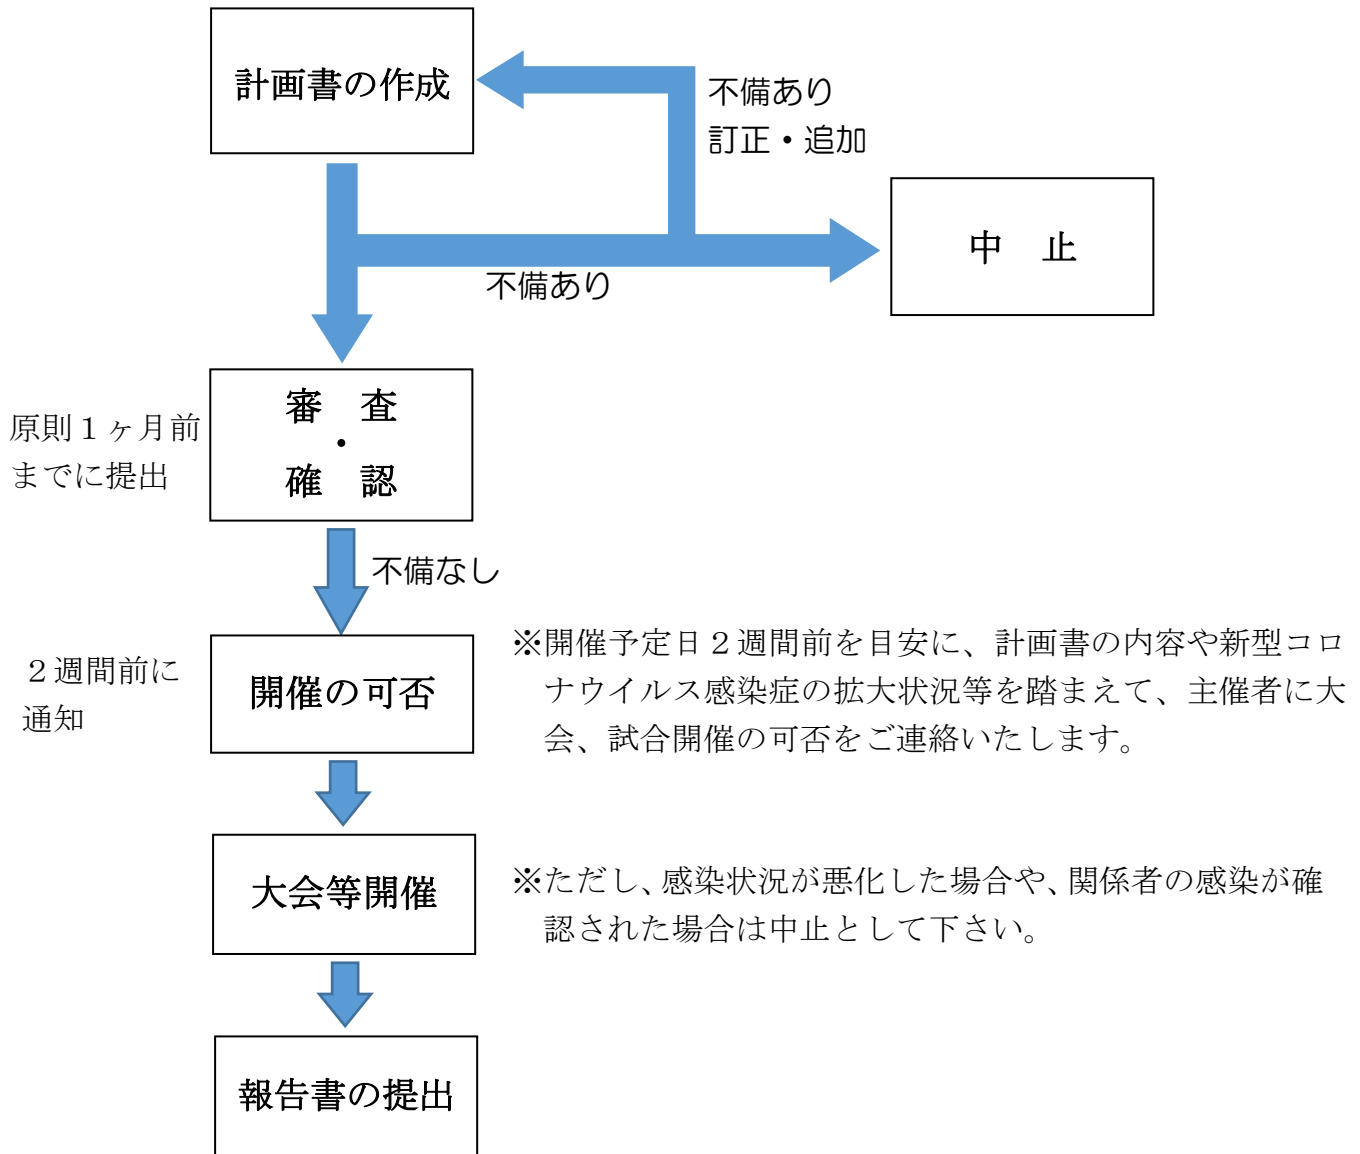 計画書の作成
不備あり
訂正・追加
中　止
不備あり
原則１ヶ月前
までに提出
審　査
・
確　認
不備なし
２週間前に
通知
開催の可否
※開催予定日２週間前を目安に、計画書の内容や新型コロ
ナウイルス感染症の拡大状況等を踏まえて、主催者に大
会、試合開催の可否をご連絡いたします。
大会等開催
※ただし、感染状況が悪化した場合や、関係者の感染が確
認された場合は中止として下さい。
報告書の提出